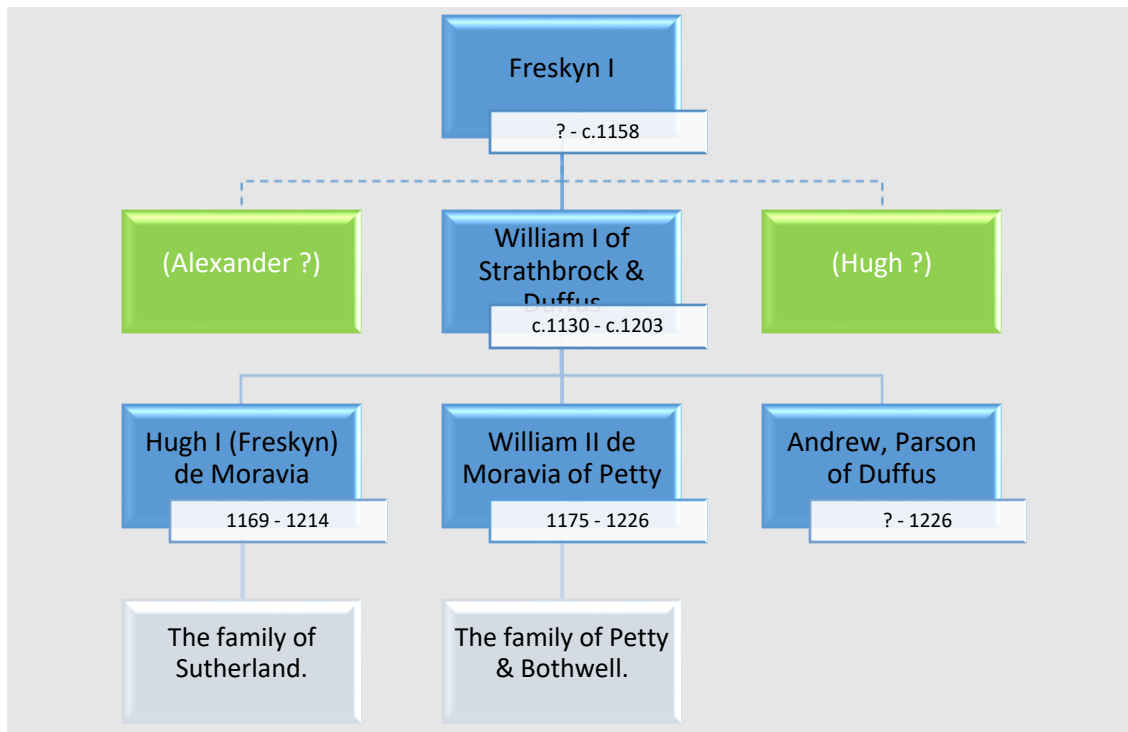 Freskyn I
? - c.1158
(Alexander ?)
William I of
Strathbrock &
Duffus
c.1130 - c.1203
(Hugh ?)
Hugh I (Freskyn)
de Moravia
1169 - 1214
William II de
Moravia of Petty
1175 - 1226
Andrew, Parson
of Duffus
? - 1226
The family of
Sutherland.
The family of Petty
& Bothwell.